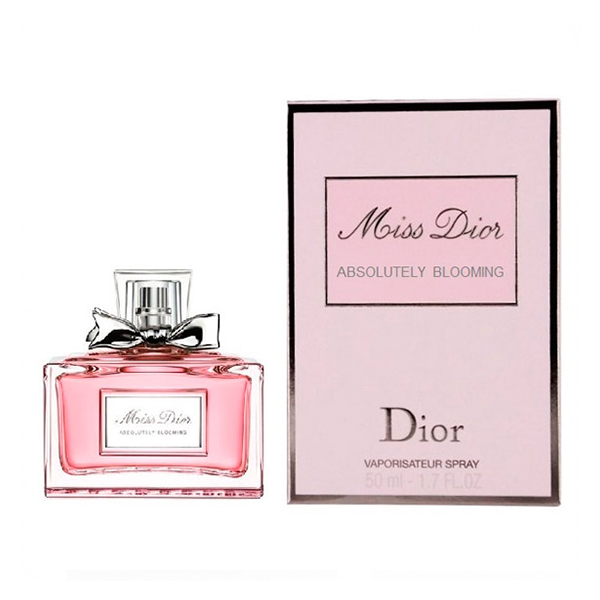 Miss Dior
ABSOLUTELY BLOOMING
Dior
VAPORISATEUR SPRAY
50 ml - 1.7 FL.OZ
Miss Dior
ABSOLUTELY BLOOMING